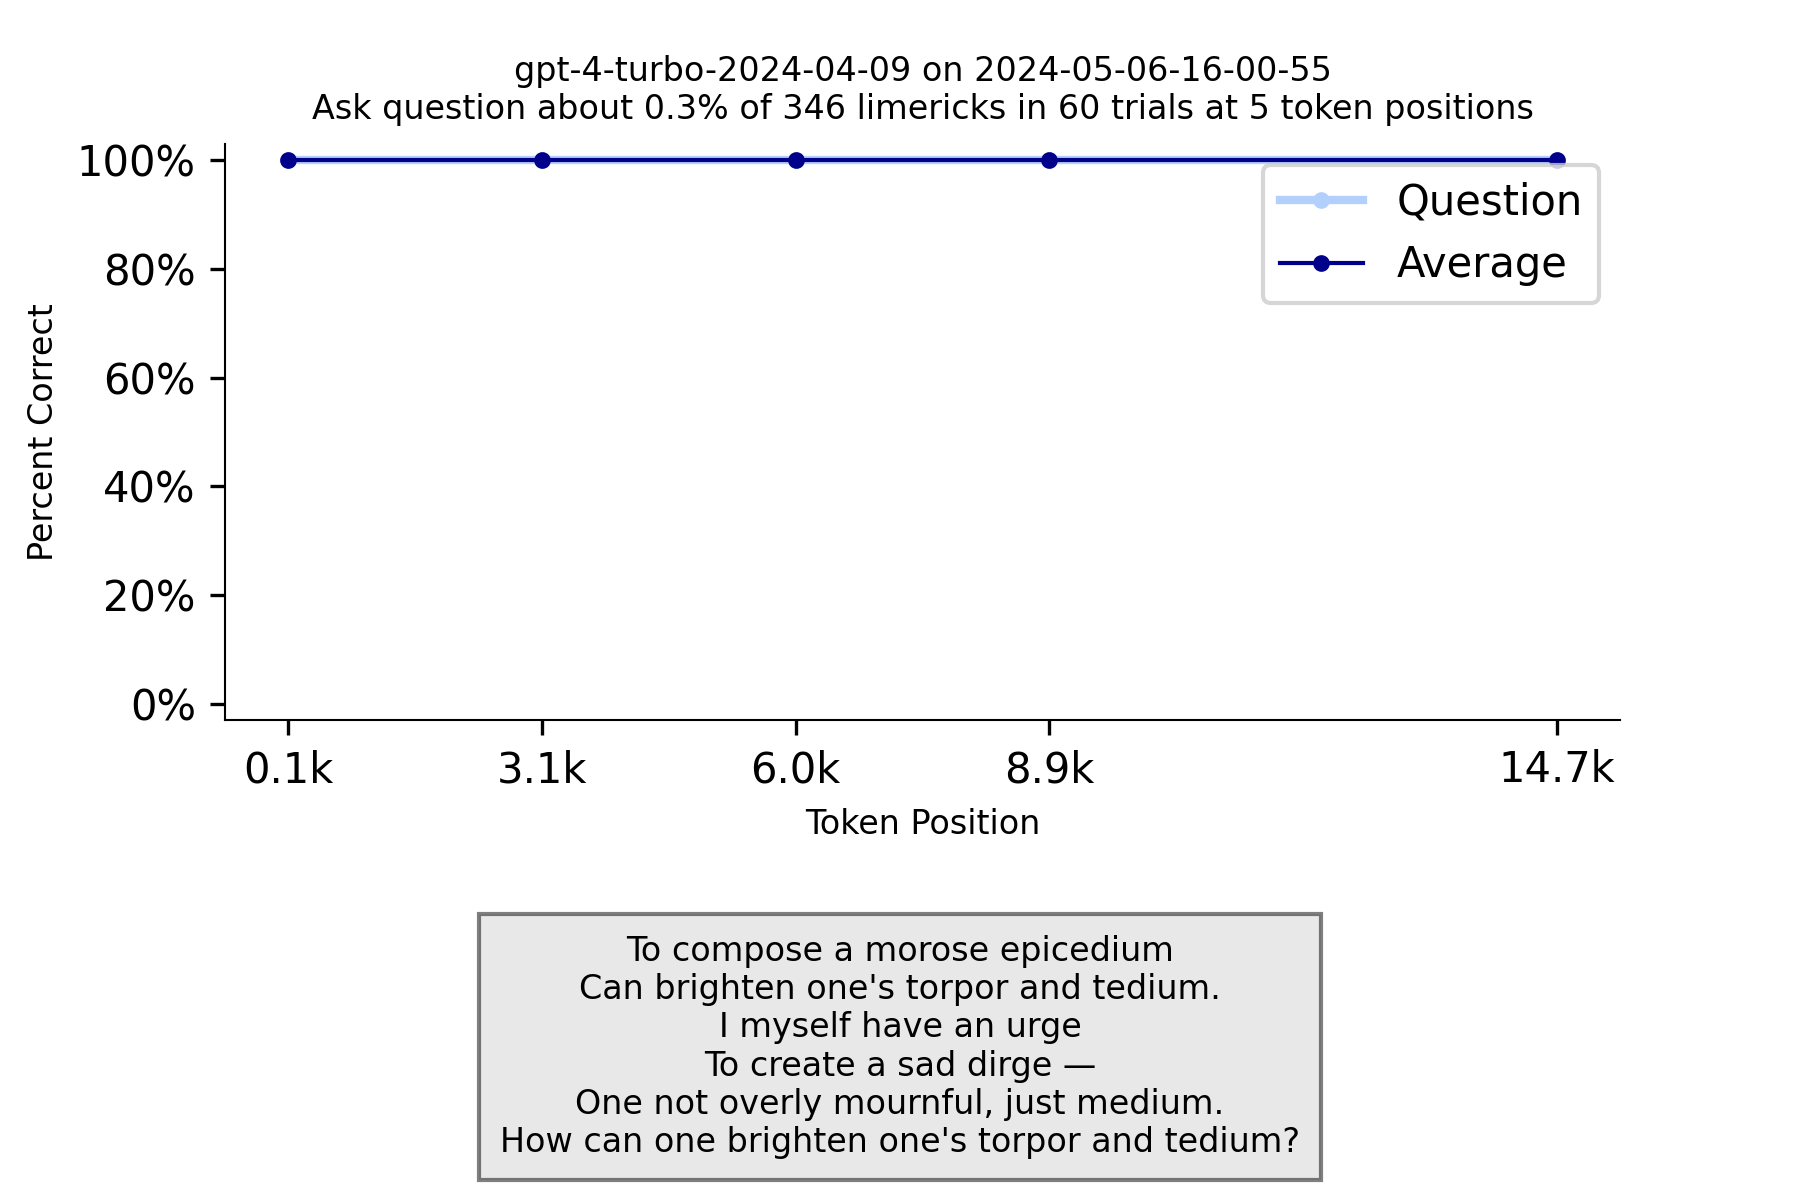 gpt-4-turbo-2024-04-09 on 2024-05-06-16-00-55
Ask question about 0.3% of 346 limericks in 60 trials at 5 token positions
100%
80%
60%
40%
20%
0%
Percent Correct
Question
Average
0.1k 3.1k 6.0k 8.9k 14.7k
Token Position
To compose a morose epicedium
Can brighten one's torpor and tedium.
I myself have an urge
To create a sad dirge —
One not overly mournful, just medium.
How can one brighten one's torpor and tedium?